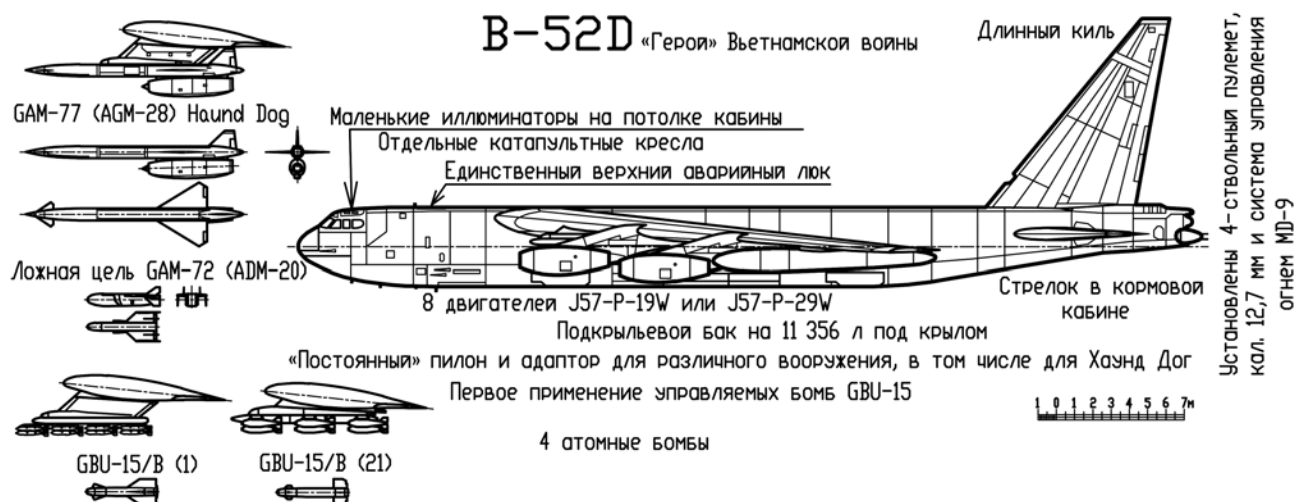 B-52D «Герой» Вьетнамской войны
Длинный киль
GAM-77 (AGM-28) Haund Dog
Маленькие иллюминаторы на потолке кабины
Отдельные катапультные кресла
Единственный верхний аварийный люк
Ложная цель GAM-72 (ADM-20)
8 двигателей J57-P-19W или J57-P-29W
Стрелок в кормовой
кабине
Подкрыльевой бак на 11 356 л под крылом
«Постоянный» пилон и адаптор для различного вооружения, в том числе для Хаунд Дог
Первое применение управляемых бомб GBU-15
1 0 1 2 3 4 5 6 7м
4 атомные бомбы
GBU-15/B (1)
GBU-15/B (21)
Установлены 4-ствольный пулемет,
кал. 12,7 мм и система управления
огнем MD-9